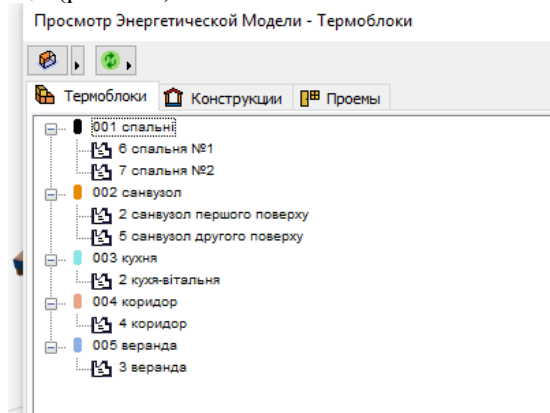 Просмотр Энергетической Модели - Термоблоки
Термоблоки Конструкции Проемы
001 спальні
6 спальня №1
7 спальня №2
002 санвузол
2 санвузол першого поверху
5 санвузол другого поверху
003 кухня
2 кухя-вітальня
004 коридор
4 коридор
005 веранда
3 веранда